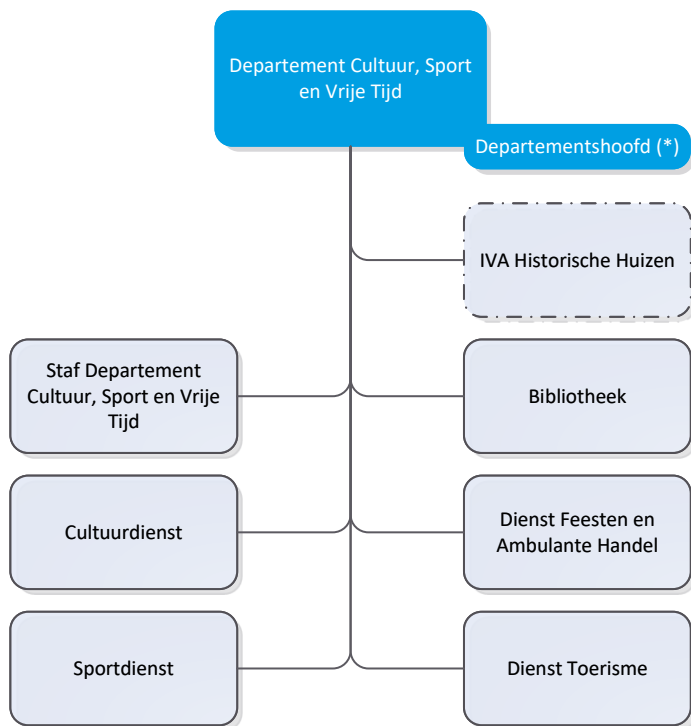 Departement Cultuur, Sport
en Vrije Tijd
Departementshoofd (*)
IVA Historische Huizen
Staf Departement
Cultuur, Sport en Vrije
Tijd
Bibliotheek
Cultuurdienst
Dienst Feesten en
Ambulante Handel
Sportdienst
Dienst Toerisme